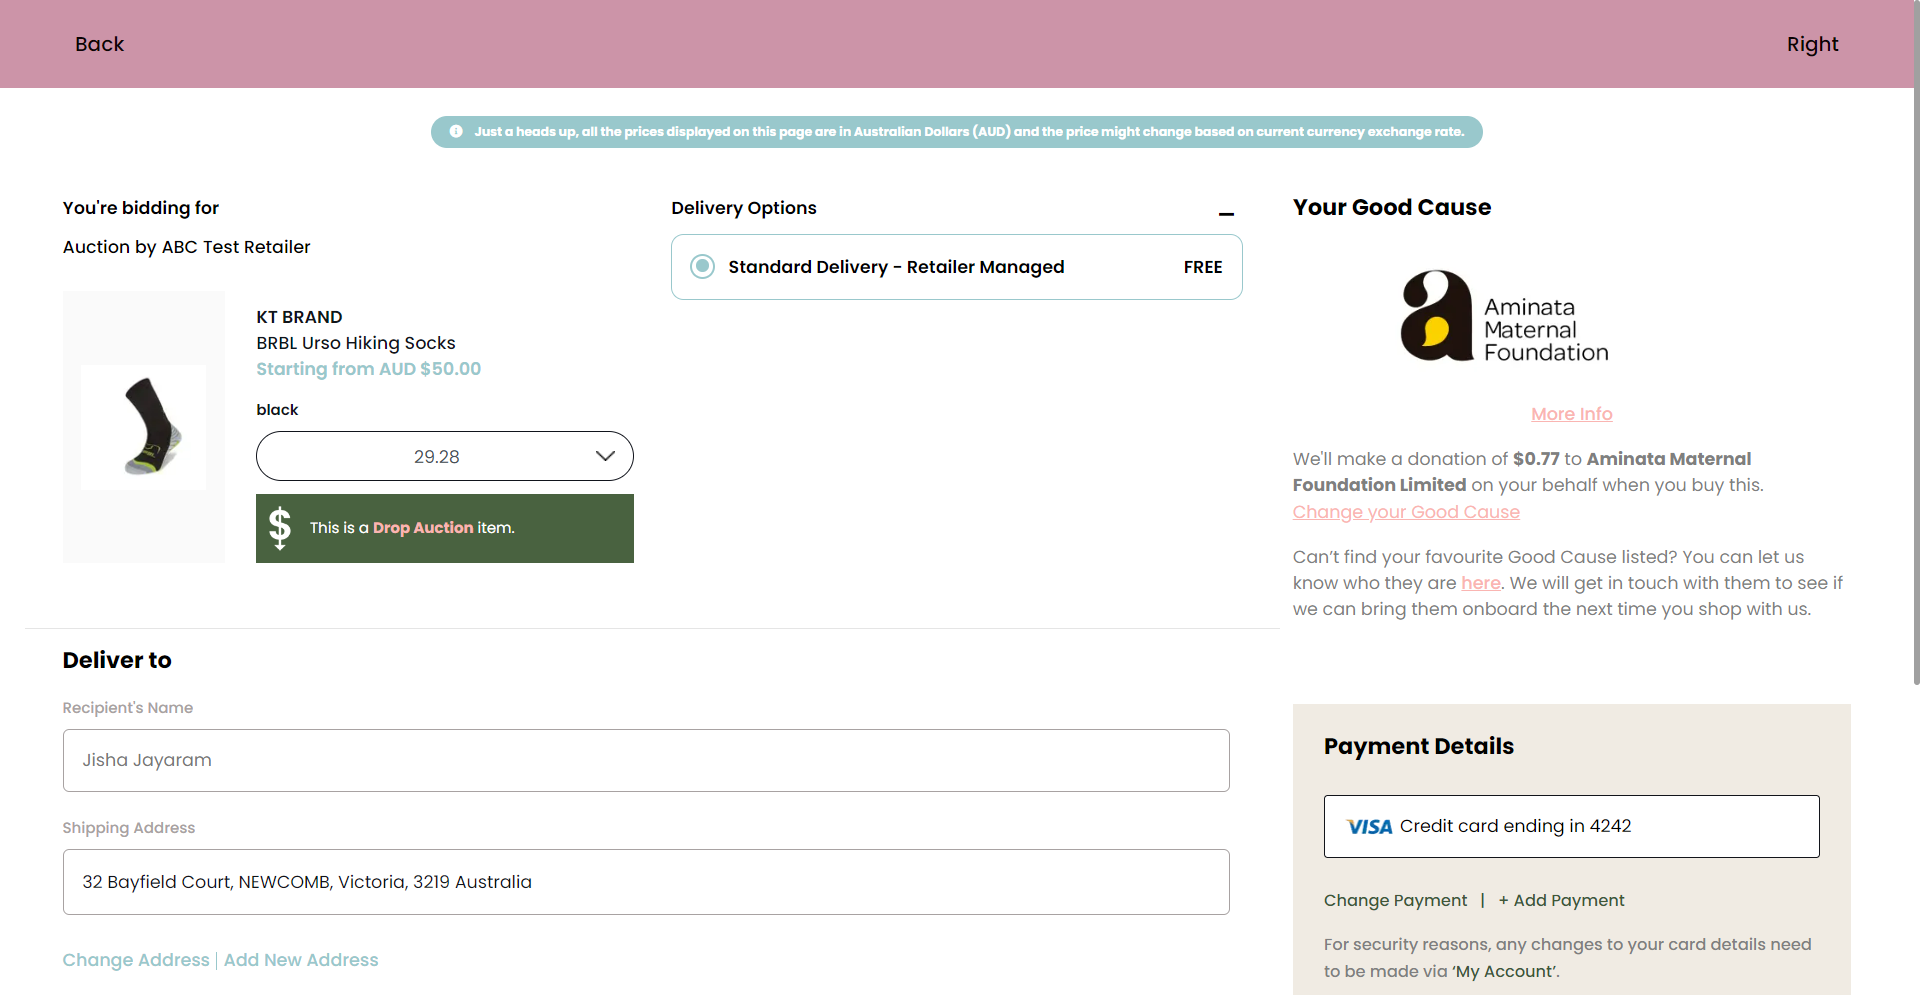 Back
Right
Just a heads up, all the prices displayed on this page are in Australian Dollars (AUD) and the price might change based on current currency exchange rate.
You're bidding for
Auction by ABC Test Retailer
KT BRAND
BRBL Urso Hiking Socks
Starting from AUD $50.00
black
29.28
This is a Drop Auction item.
Delivery Options
Standard Delivery - Retailer Managed
FREE
Your Good Cause
Aminata
Maternal
Foundation
More Info
We'll make a donation of $0.77 to Aminata Maternal
Foundation Limited on your behalf when you buy this.
Change your Good Cause
Can’t find your favourite Good Cause listed? You can let us
know who they are here. We will get in touch with them to see if
we can bring them onboard the next time you shop with us.
Deliver to
Recipient's Name
Jisha Jayaram
Shipping Address
32 Bayfield Court, NEWCOMB, Victoria, 3219 Australia
Change Address | Add New Address
Payment Details
VISA Credit card ending in 4242
Change Payment | + Add Payment
For security reasons, any changes to your card details need
to be made via ‘My Account’.